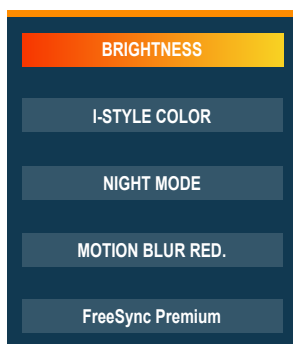 BRIGHTNESS
I-STYLE COLOR
NIGHT MODE
MOTION BLUR RED.
FreeSync Premium